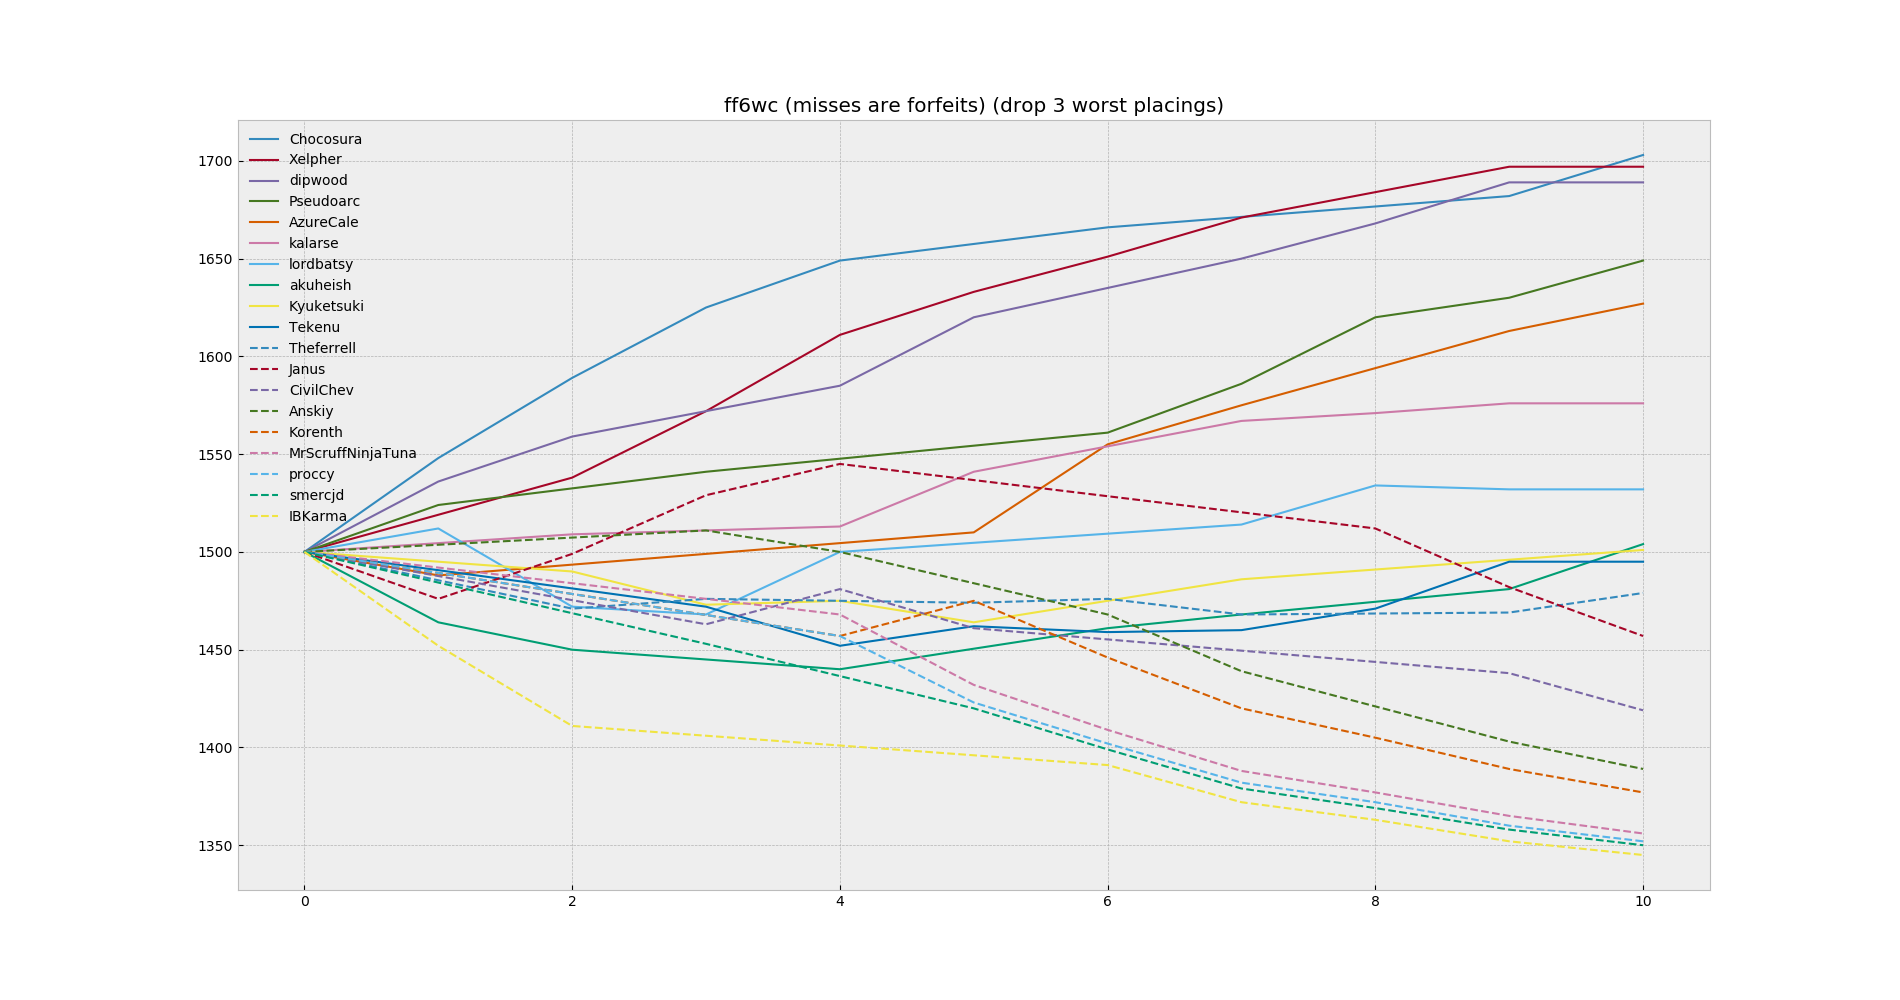 ff6wc (misses are forfeits) (drop 3 worst placings)
Chocosura
Xelpher
dipwood
Pseudoarc
AzureCale
kalarse
lordbatsy
akuheish
Kyuketsuki
Tekenu
Theferrell
Janus
CivilChev
Anskiy
Korenth
MrScruffNinjaTuna
proccy
smercjd
IBKarma
1700
1650
1600
1550
1500
1450
1400
1350
0 2 4 6 8 10